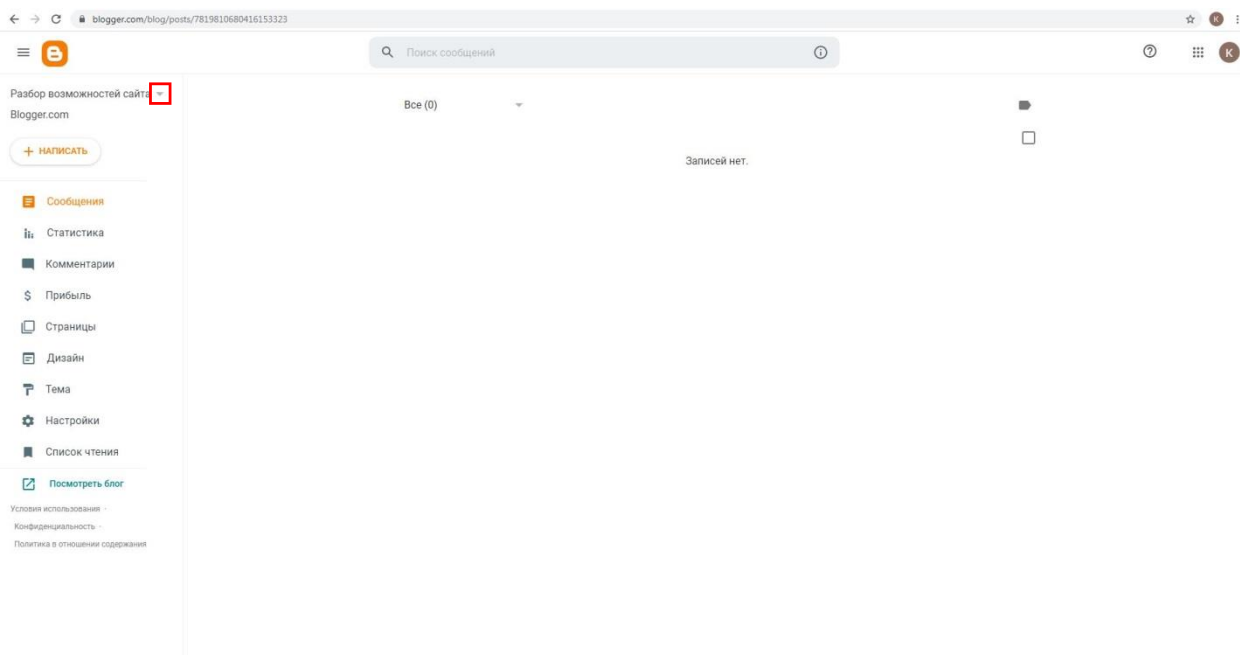 blogger.com/blog/posts/7819810680416153323
K
Поиск сообщений
K
Разбор возможностей сайта
Blogger.com
+ НАПИСАТЬ
Все (0)
Записей нет.
Сообщения
Статистика
Комментарии
$ Прибыль
Страницы
Дизайн
Тема
Настройки
Список чтения
Посмотреть блог
Условия использования ·
Конфиденциальность ·
Политика в отношении содержания